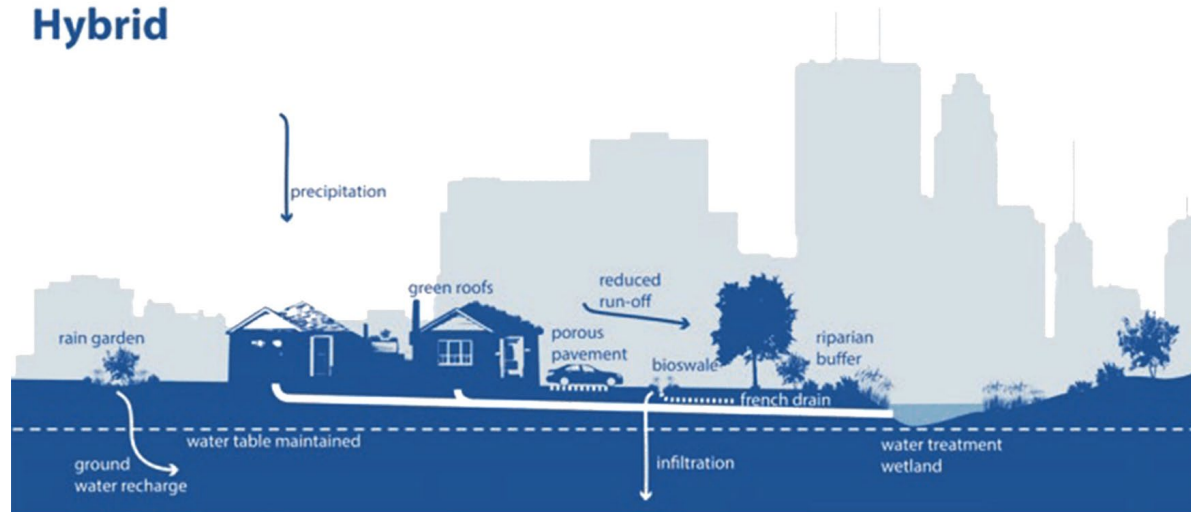 Hybrid
precipitation
green roofs
reduced
run-off
rain garden
porous
pavement
bioswale
riparian
buffer
french drain
water table maintained
water treatment
wetland
ground
water recharge
infiltration